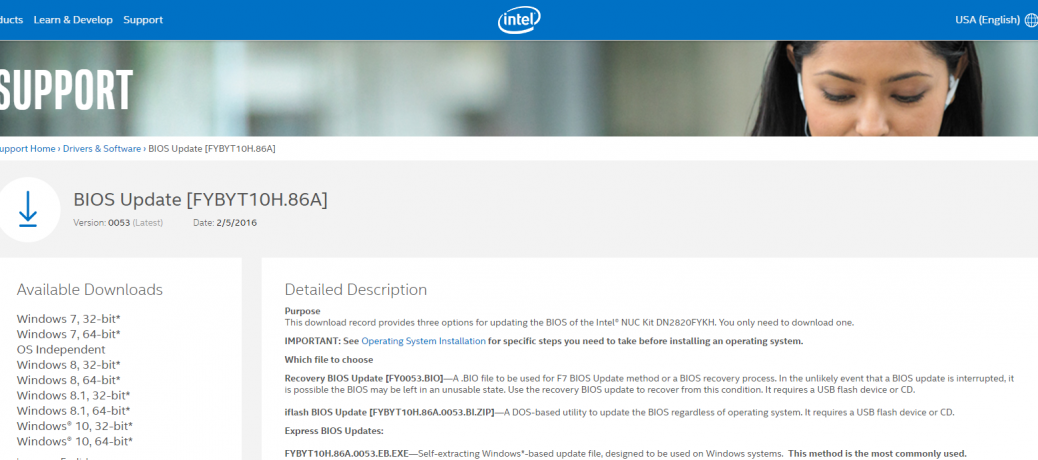 Learn & Develop Support intel USA (English)
SUPPORT
Support Home › Drivers & Software › BIOS Update [FYBYT10H.86A]
BIOS Update [FYBYT10H.86A]
Version: 0053 (Latest) Date: 2/5/2016
Available Downloads
Windows 7, 32-bit*
Windows 7, 64-bit*
OS Independent
Windows 8, 32-bit*
Windows 8, 64-bit*
Windows 8.1, 32-bit*
Windows 8.1, 64-bit*
Windows® 10, 32-bit*
Windows® 10, 64-bit*
Detailed Description
Purpose
This download record provides three options for updating the BIOS of the Intel® NUC Kit DN2820FYKH. You only need to download one.
IMPORTANT: See Operating System Installation for specific steps you need to take before installing an operating system.
Which file to choose
Recovery BIOS Update [FY0053.BIO]—A .BIO file to be used for F7 BIOS Update method or a BIOS recovery process. In the unlikely event that a BIOS update is interrupted, it
is possible the BIOS may be left in an unusable state. Use the recovery BIOS update to recover from this condition. It requires a USB flash device or CD.
iflash BIOS Update [FYBYT10H.86A.0053.BI.ZIP]—A DOS-based utility to update the BIOS regardless of operating system. It requires a USB flash device or CD.
Express BIOS Updates:
FYBYT10H.86A.0053.EB.EXE—Self-extracting Windows*-based update file, designed to be used on Windows systems. This method is the most commonly used.